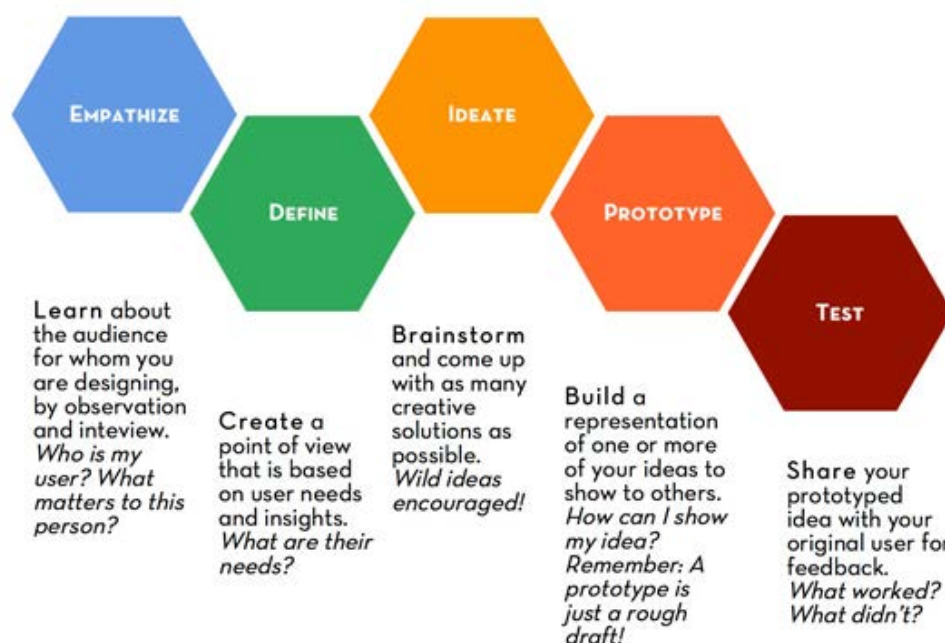 EMPATHIZE
DEFINE
IDEATE
PROTOTYPE
TEST
Learn about
the audience
for whom you
are designing,
by observation
and inteview.
Who is my
user? What
matters to this
person?
Create a
point of view
that is based
on user needs
and insights.
What are their
needs?
Brainstorm
and come up
with as many
creative
solutions as
possible.
Wild ideas
encouraged!
Build a
representation
of one or more
of your ideas to
show to others.
How can I show
my idea?
Remember: A
prototype is
just a rough
draft!
Share your
prototyped
idea with your
original user for
feedback.
What worked?
What didn't?